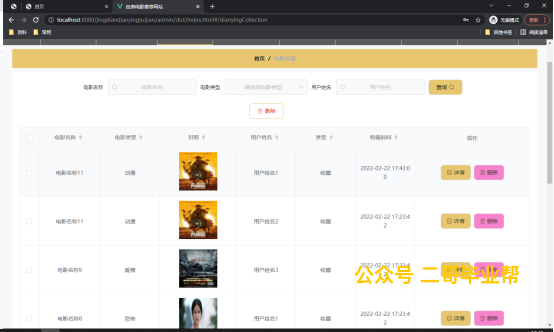 首页
经典电影推荐网站
localhost:8080/jingdiandianyingtuijian/admin/dist/index.html#/dianyingCollection
无痕模式
更新
资料
常用
其他书签
阅读清单
首页 / 电影收藏
电影名称 电影名称 电影类型 请选择电影类型 用户姓名 用户姓名 查询
删除
电影名称 电影类型 封面 用户姓名 类型 收藏时间 操作
电影名称11 动漫 用户姓名1 收藏 2022-02-22 17:43:00 详情 删除
电影名称11 动漫 用户姓名2 收藏 2022-02-22 17:23:42 详情 删除
电影名称9 爱情 用户姓名3 收藏 2022-02-22 17:23:42
公众号 二哥毕业帮
电影名称8 恐怖 用户姓名1 收藏 2022-02-22 17:23:42 详情 删除